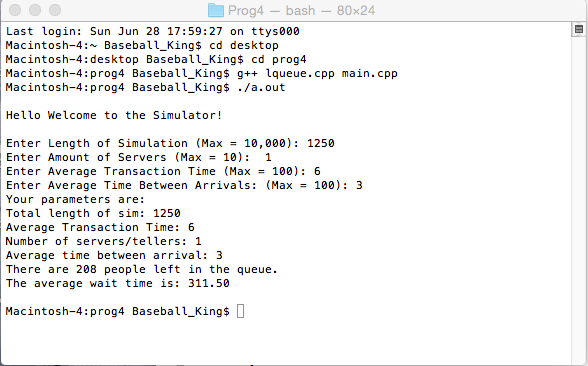 Prog4 — bash — 80×24
Last login: Sun Jun 28 17:59:27 on ttys000
Macintosh-4:~ Baseball_King$ cd desktop
Macintosh-4:desktop Baseball_King$ cd prog4
Macintosh-4:prog4 Baseball_King$ g++ lqueue.cpp main.cpp
Macintosh-4:prog4 Baseball_King$ ./a.out
Hello Welcome to the Simulator!
Enter Length of Simulation (Max = 10,000): 1250
Enter Amount of Servers (Max = 10):  1
Enter Average Transaction Time (Max = 100): 6
Enter Average Time Between Arrivals: (Max = 100): 3
Your parameters are:
Total length of sim: 1250
Average Transaction Time: 6
Number of servers/tellers: 1
Average time between arrival: 3
There are 208 people left in the queue.
The average wait time is: 311.50
Macintosh-4:prog4 Baseball_King$